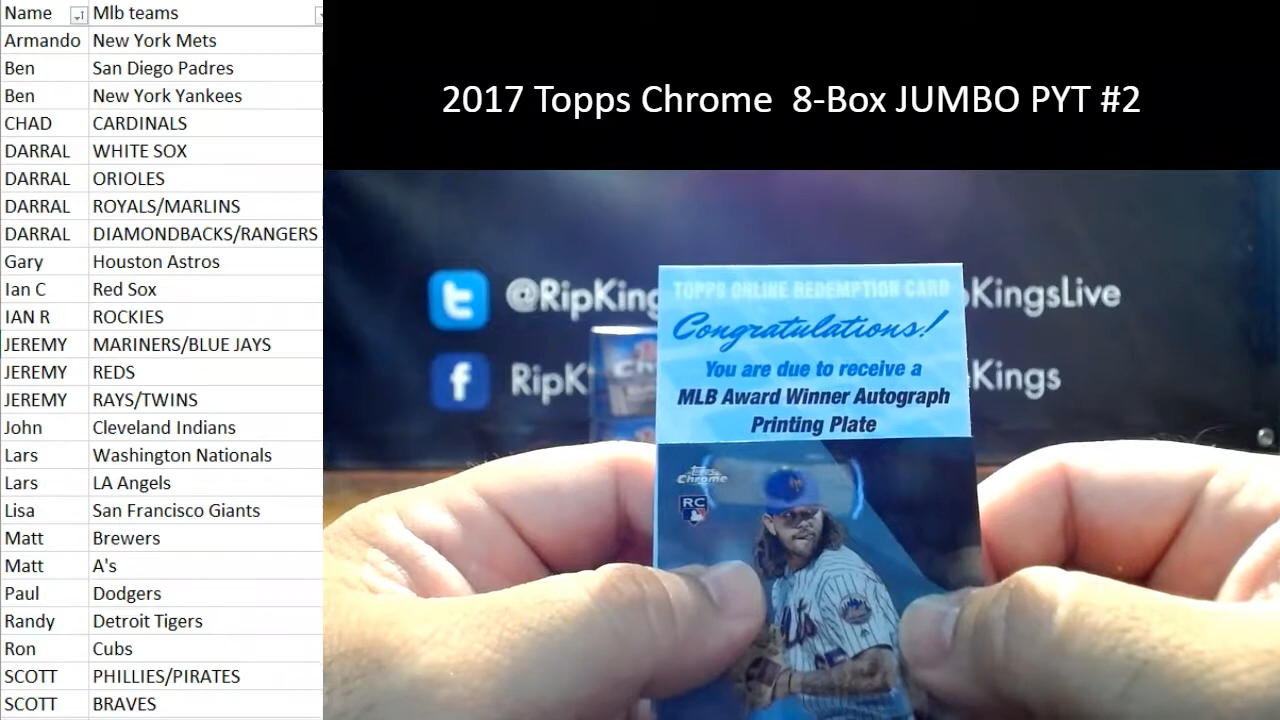 Name Mlb teams
Armando New York Mets
Ben San Diego Padres
Ben New York Yankees
CHAD CARDINALS
DARRAL WHITE SOX
DARRAL ORIOLES
DARRAL ROYALS/MARLINS
DARRAL DIAMONDBACKS/RANGERS
Gary Houston Astros
Ian C Red Sox
IAN R ROCKIES
JEREMY MARINERS/BLUE JAYS
JEREMY REDS
JEREMY RAYS/TWINS
John Cleveland Indians
Lars Washington Nationals
Lars LA Angels
Lisa San Francisco Giants
Matt Brewers
Matt A's
Paul Dodgers
Randy Detroit Tigers
Ron Cubs
SCOTT PHILLIES/PIRATES
SCOTT BRAVES
2017 Topps Chrome 8-Box JUMBO PYT #2
@RipKing
pKingsLive
RipK
Kings
TOPPS ONLINE REDEMPTION CARD
Congratulations!
You are due to receive a
MLB Award Winner Autograph
Printing Plate
Topps
Chrome
RC